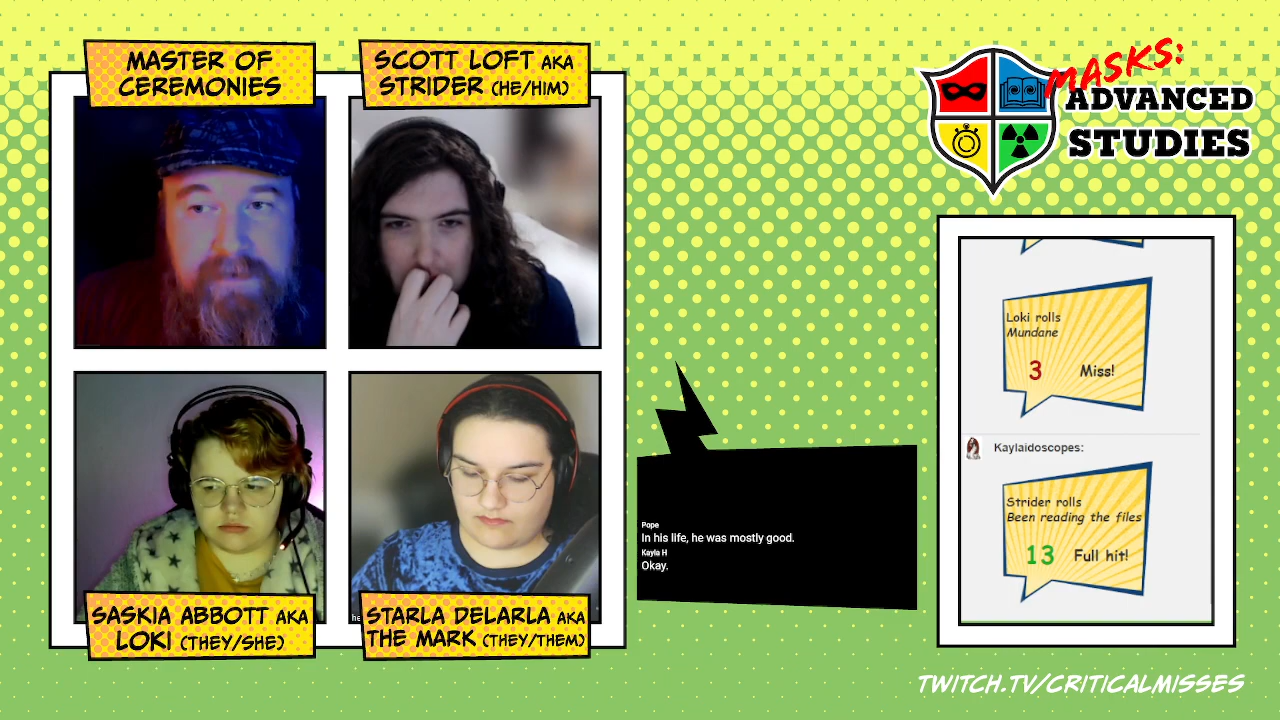 MASTER OF
CEREMONIES
SCOTT LOFT AKA
STRIDER (HE/HIM)
SASKIA ABBOTT AKA
LOKI (THEY/SHE)
he
STARLA DELARLA AKA
THE MARK (THEY/THEM)
Pope
In his life, he was mostly good.
Kayla H
Okay.
MASKS:
ADVANCED
STUDIES
Loki rolls
Mundane
3 Miss!
Kaylaidoscopes:
Strider rolls
Been reading the files
13 Full hit!
TWITCH.TV/CRITICALMISSES